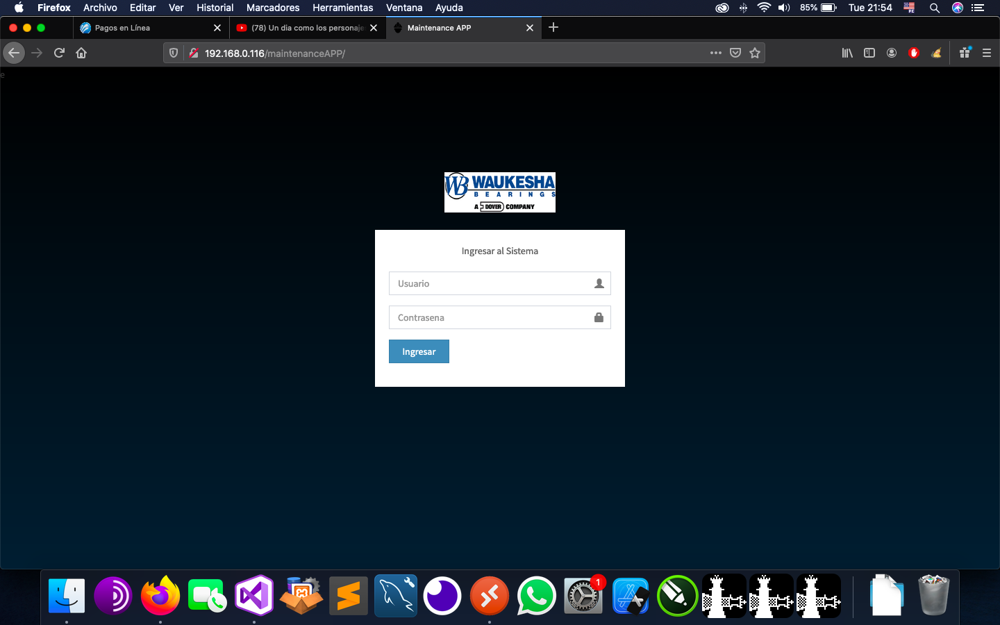 Firefox Archivo Editar Ver Historial Marcadores Herramientas Ventana Ayuda 85% Tue 21:54 PC
Pagos en Línea (78) Un dia como los personaje Maintenance APP
192.168.0.116/maintenanceAPP/
e
WB WAUKESHA
BEARINGS
A DOVER COMPANY
Ingresar al Sistema
Usuario
Contrasena
Ingresar
1